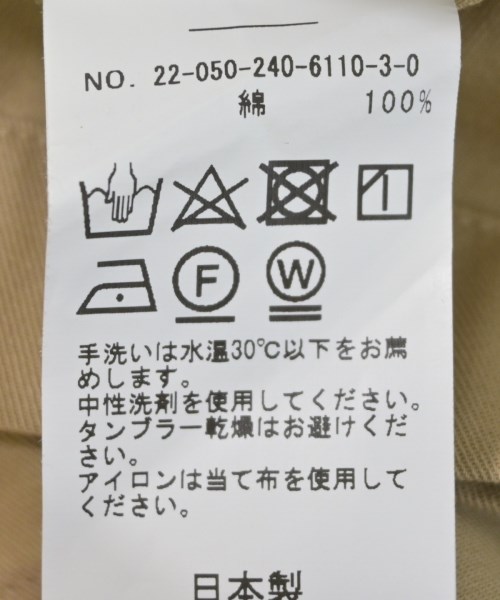 NO. 22-050-240-6110-3-0
綿 100%
F W
手洗いは水温30℃以下をお薦
めします。
中性洗剤を使用してください。
タンブラー乾燥はお避けくだ
さい。
アイロンは当て布を使用して
ください。
日本製